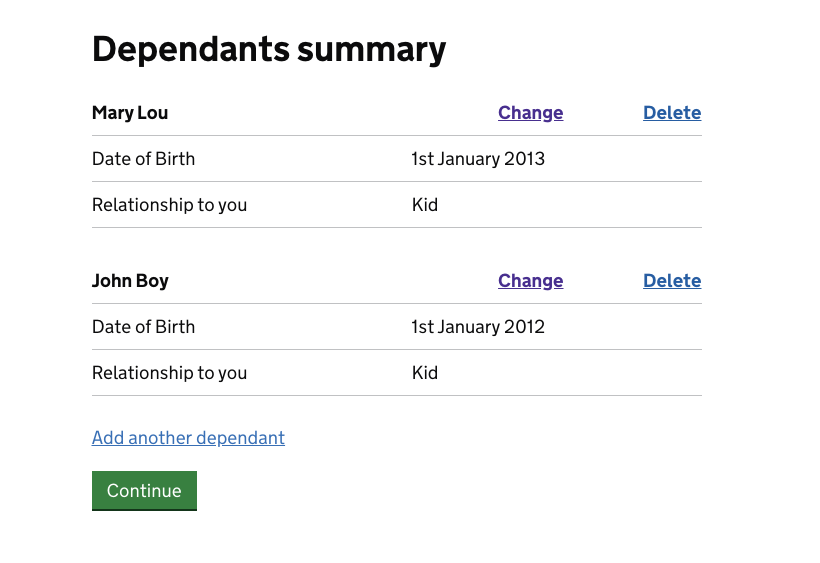 Dependants summary
Mary Lou Change Delete
Date of Birth 1st January 2013
Relationship to you Kid
John Boy Change Delete
Date of Birth 1st January 2012
Relationship to you Kid
Add another dependant
Continue